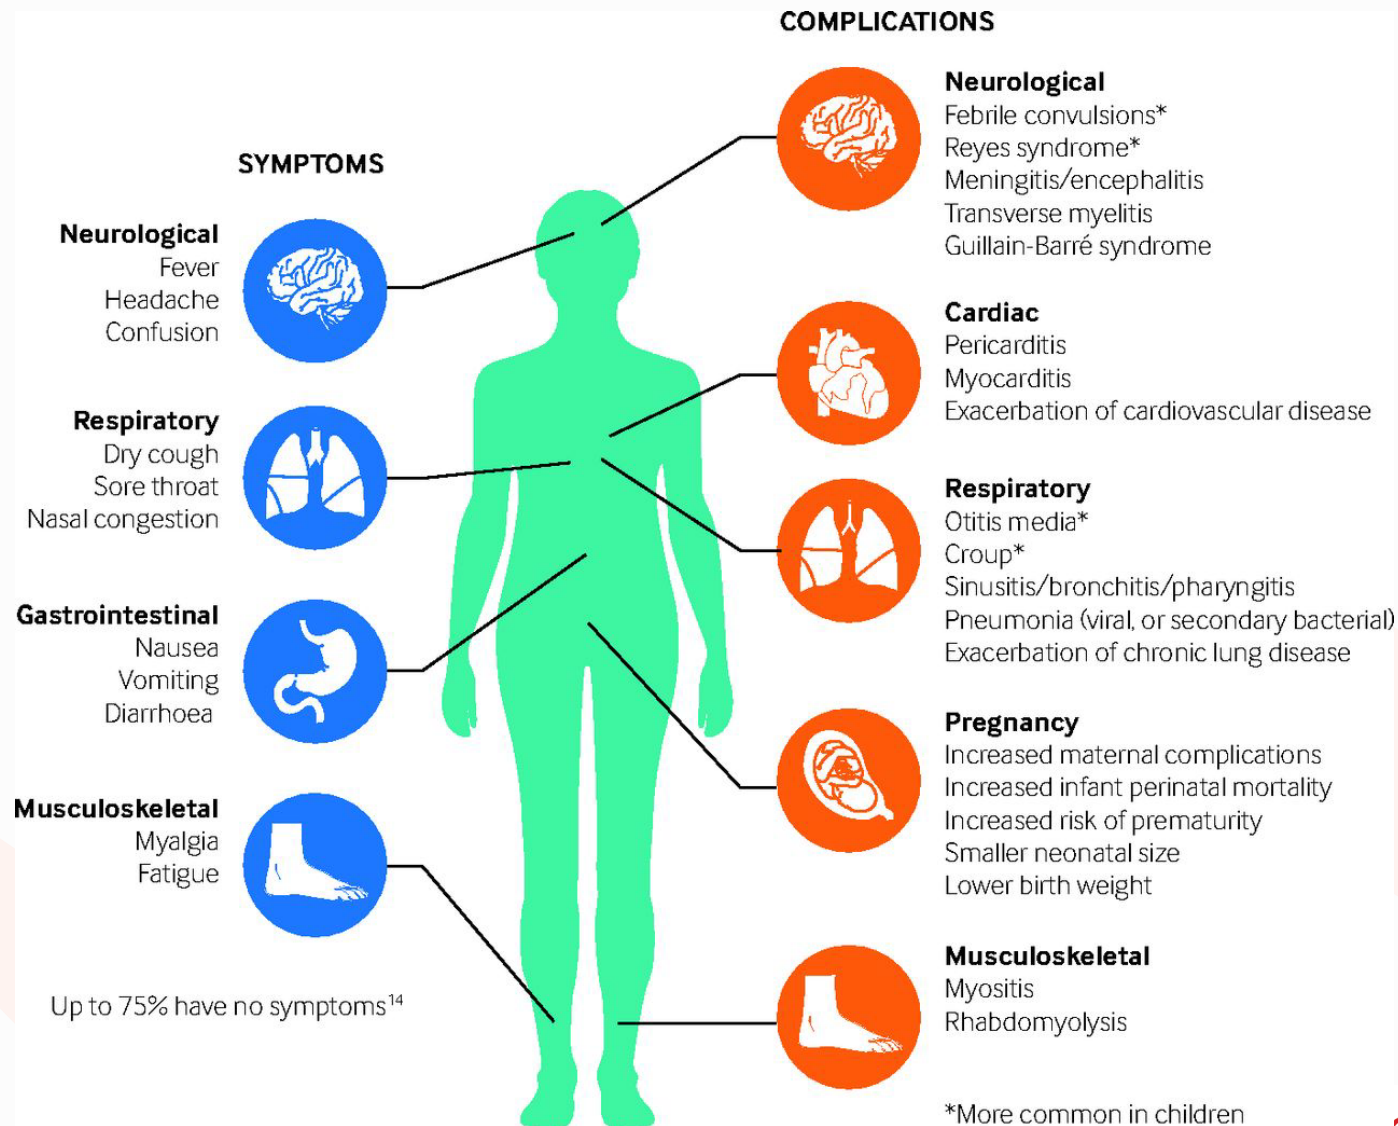 SYMPTOMS
Neurological
Fever
Headache
Confusion
Respiratory
Dry cough
Sore throat
Nasal congestion
Gastrointestinal
Nausea
Vomiting
Diarrhoea
Musculoskeletal
Myalgia
Fatigue
Up to 75% have no symptoms¹⁴
COMPLICATIONS
Neurological
Febrile convulsions*
Reyes syndrome*
Meningitis/encephalitis
Transverse myelitis
Guillain-Barré syndrome
Cardiac
Pericarditis
Myocarditis
Exacerbation of cardiovascular disease
Respiratory
Otitis media*
Croup*
Sinusitis/bronchitis/pharyngitis
Pneumonia (viral, or secondary bacterial)
Exacerbation of chronic lung disease
Pregnancy
Increased maternal complications
Increased infant perinatal mortality
Increased risk of prematurity
Smaller neonatal size
Lower birth weight
Musculoskeletal
Myositis
Rhabdomyolysis
*More common in children